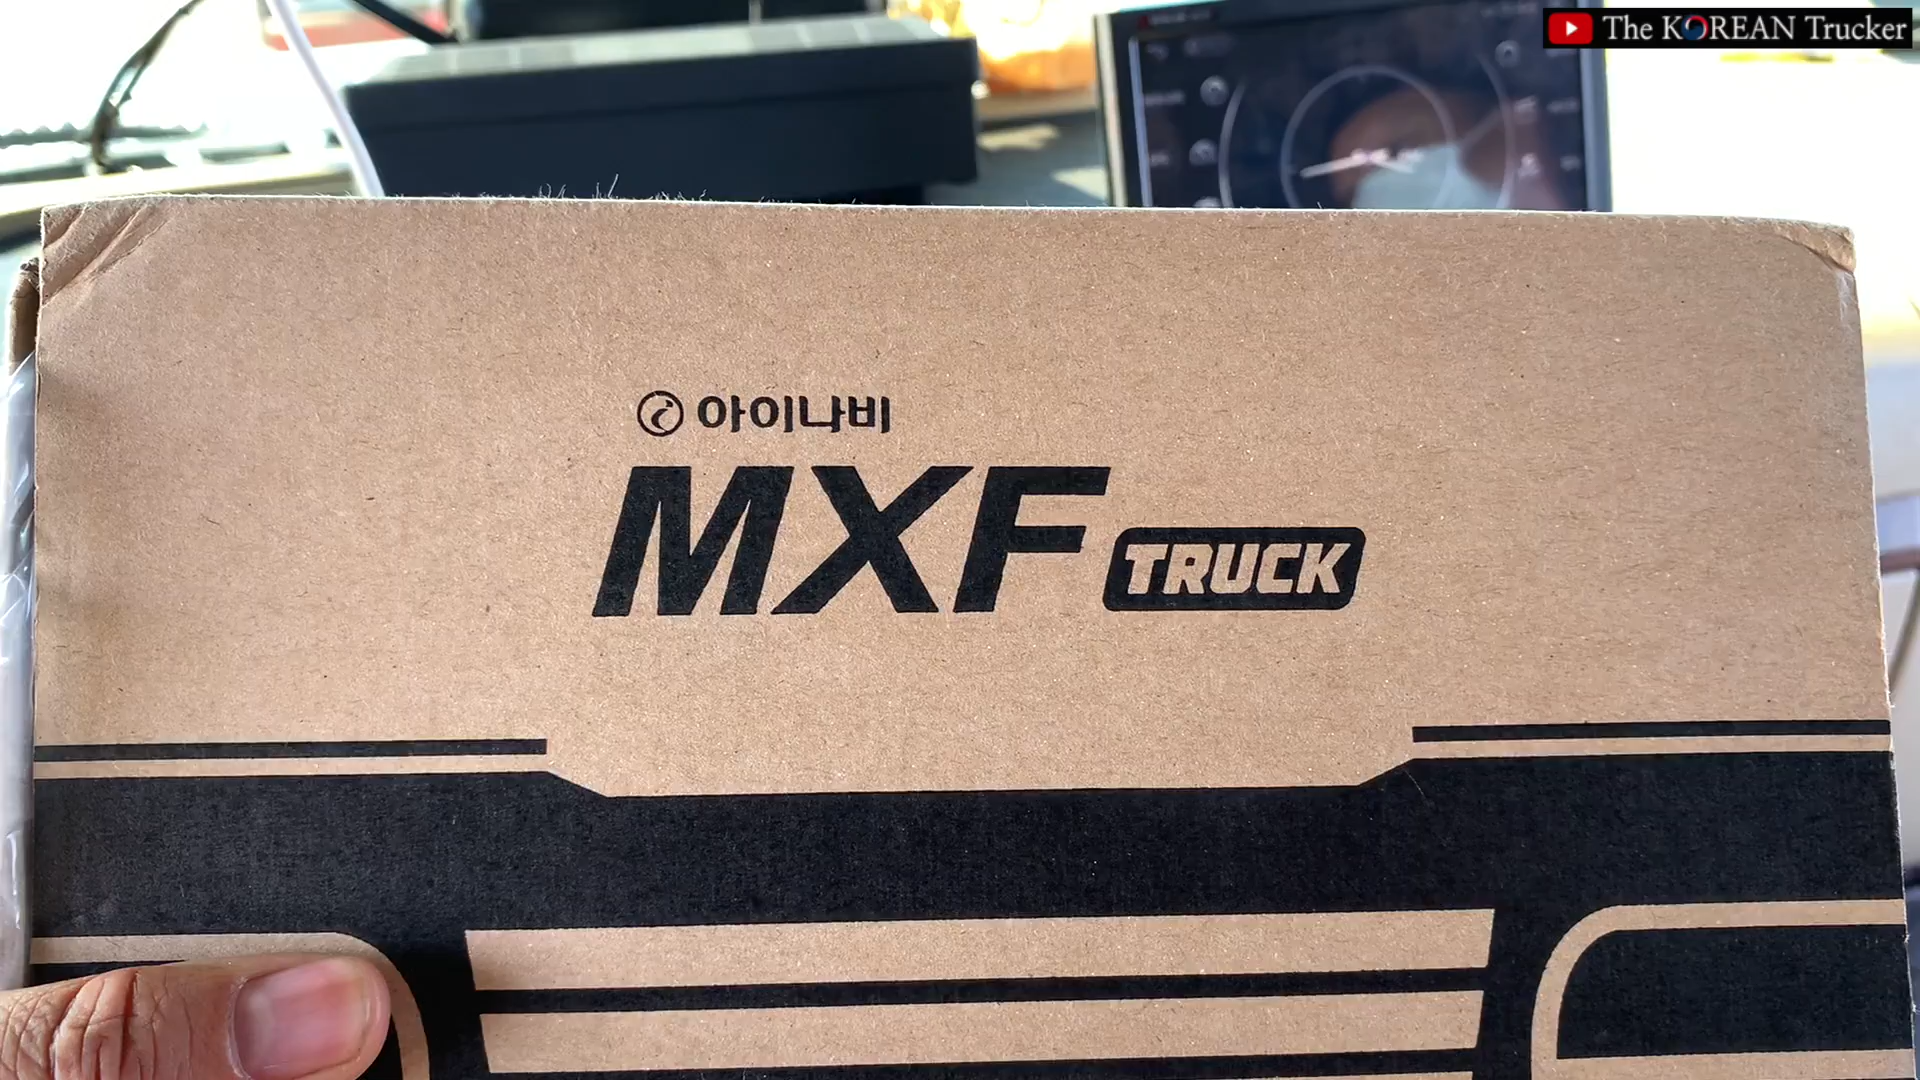 The KOREAN Trucker
아이나비
MXF TRUCK